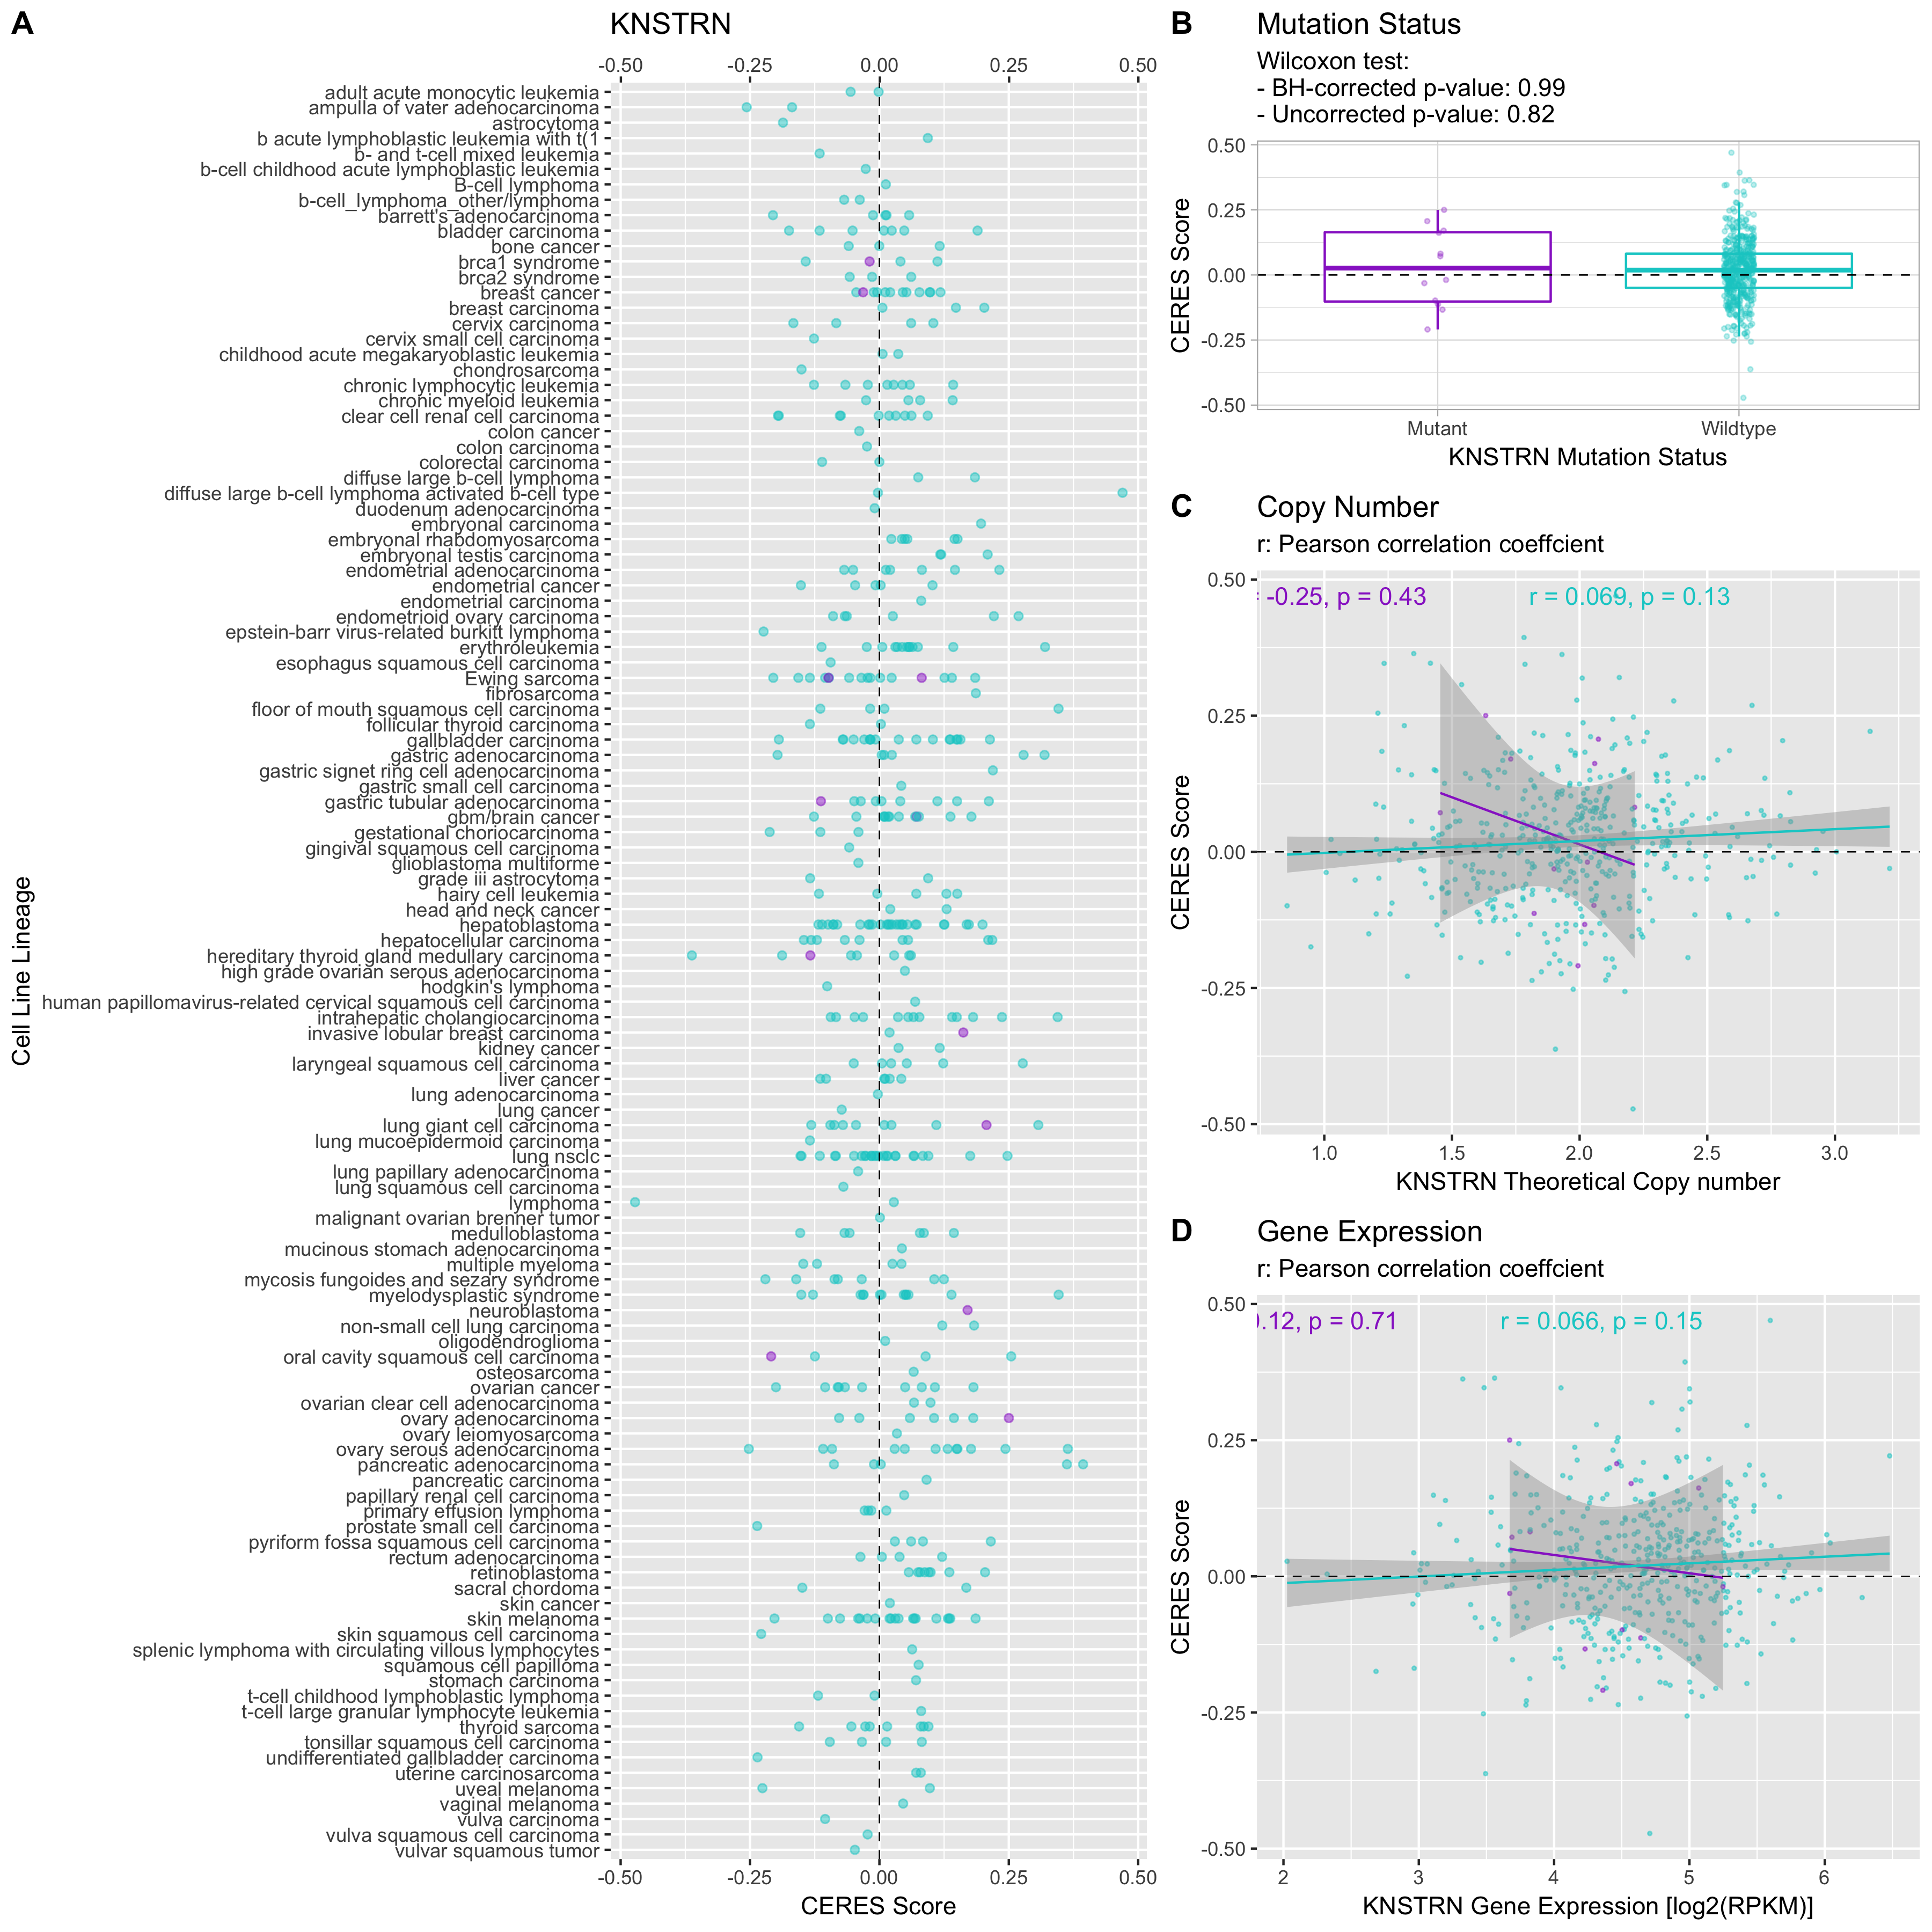 A
KNSTRN
-0.50 -0.25 0.00 0.25 0.50
adult acute monocytic leukemia
ampulla of vater adenocarcinoma
astrocytoma
b acute lymphoblastic leukemia with t(1
b- and t-cell mixed leukemia
b-cell childhood acute lymphoblastic leukemia
B-cell lymphoma
b-cell_lymphoma_other/lymphoma
barrett's adenocarcinoma
bladder carcinoma
bone cancer
brca1 syndrome
brca2 syndrome
breast cancer
breast carcinoma
cervix carcinoma
cervix small cell carcinoma
childhood acute megakaryoblastic leukemia
chondrosarcoma
chronic lymphocytic leukemia
chronic myeloid leukemia
clear cell renal cell carcinoma
colon cancer
colon carcinoma
colorectal carcinoma
diffuse large b-cell lymphoma
diffuse large b-cell lymphoma activated b-cell type
duodenum adenocarcinoma
embryonal carcinoma
embryonal rhabdomyosarcoma
embryonal testis carcinoma
endometrial adenocarcinoma
endometrial cancer
endometrial carcinoma
endometrioid ovary carcinoma
epstein-barr virus-related burkitt lymphoma
erythroleukemia
esophagus squamous cell carcinoma
Ewing sarcoma
fibrosarcoma
floor of mouth squamous cell carcinoma
follicular thyroid carcinoma
gallbladder carcinoma
gastric adenocarcinoma
gastric signet ring cell adenocarcinoma
gastric small cell carcinoma
gastric tubular adenocarcinoma
gbm/brain cancer
gestational choriocarcinoma
gingival squamous cell carcinoma
glioblastoma multiforme
grade iii astrocytoma
hairy cell leukemia
head and neck cancer
hepatoblastoma
hepatocellular carcinoma
hereditary thyroid gland medullary carcinoma
high grade ovarian serous adenocarcinoma
hodgkin's lymphoma
human papillomavirus-related cervical squamous cell carcinoma
intrahepatic cholangiocarcinoma
invasive lobular breast carcinoma
kidney cancer
laryngeal squamous cell carcinoma
liver cancer
lung adenocarcinoma
lung cancer
lung giant cell carcinoma
lung mucoepidermoid carcinoma
lung nsclc
lung papillary adenocarcinoma
lung squamous cell carcinoma
lymphoma
malignant ovarian brenner tumor
medulloblastoma
mucinous stomach adenocarcinoma
multiple myeloma
mycosis fungoides and sezary syndrome
myelodysplastic syndrome
neuroblastoma
non-small cell lung carcinoma
oligodendroglioma
oral cavity squamous cell carcinoma
osteosarcoma
ovarian cancer
ovarian clear cell adenocarcinoma
ovary adenocarcinoma
ovary leiomyosarcoma
ovary serous adenocarcinoma
pancreatic adenocarcinoma
pancreatic carcinoma
papillary renal cell carcinoma
primary effusion lymphoma
prostate small cell carcinoma
pyriform fossa squamous cell carcinoma
rectum adenocarcinoma
retinoblastoma
sacral chordoma
skin cancer
skin melanoma
skin squamous cell carcinoma
splenic lymphoma with circulating villous lymphocytes
squamous cell papilloma
stomach carcinoma
t-cell childhood lymphoblastic lymphoma
t-cell large granular lymphocyte leukemia
thyroid sarcoma
tonsillar squamous cell carcinoma
undifferentiated gallbladder carcinoma
uterine carcinosarcoma
uveal melanoma
vaginal melanoma
vulva carcinoma
vulva squamous cell carcinoma
vulvar squamous tumor
-0.50 -0.25 0.00 0.25 0.50
CERES Score
Cell Line Lineage
B
Mutation Status
Wilcoxon test:
- BH-corrected p-value: 0.99
- Uncorrected p-value: 0.82
0.50
0.25
0.00
-0.25
-0.50
CERES Score
Mutant Wildtype
KNSTRN Mutation Status
C
Copy Number
r: Pearson correlation coeffcient
-0.25, p = 0.43 r = 0.069, p = 0.13
0.50
0.25
0.00
-0.25
-0.50
CERES Score
1.0 1.5 2.0 2.5 3.0
KNSTRN Theoretical Copy number
D
Gene Expression
r: Pearson correlation coeffcient
.12, p = 0.71 r = 0.066, p = 0.15
0.50
0.25
0.00
-0.25
-0.50
CERES Score
2 3 4 5 6
KNSTRN Gene Expression [log2(RPKM)]